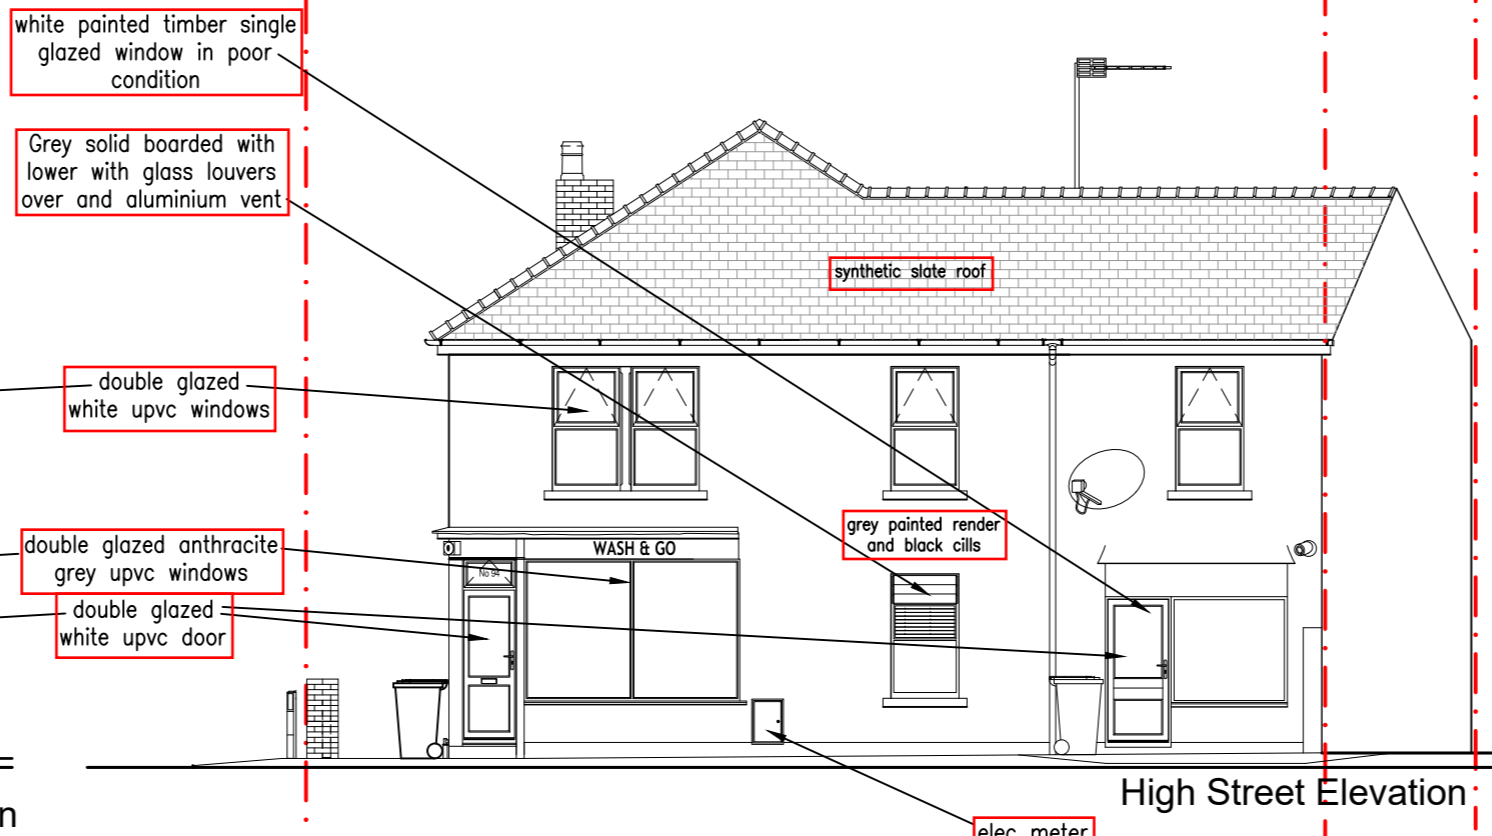 white painted timber single
glazed window in poor
condition
Grey solid boarded with
lower with glass louvers
over and aluminium vent
synthetic slate roof
double glazed
white upvc windows
grey painted render
and black cills
double glazed anthracite
grey upvc windows
WASH & GO
No 94
double glazed
white upvc door
High Street Elevation
n
elec meter